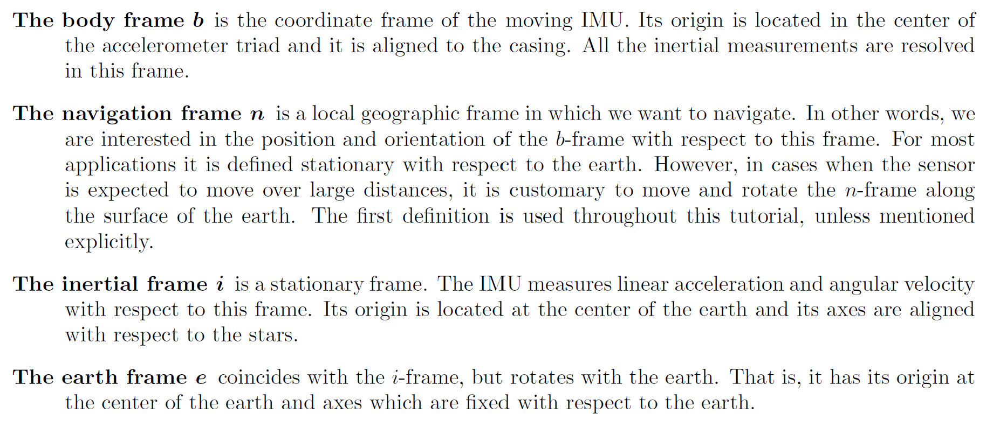 The body frame b is the coordinate frame of the moving IMU. Its origin is located in the center of
the accelerometer triad and it is aligned to the casing. All the inertial measurements are resolved
in this frame.
The navigation frame n is a local geographic frame in which we want to navigate. In other words, we
are interested in the position and orientation of the b-frame with respect to this frame. For most
applications it is defined stationary with respect to the earth. However, in cases when the sensor
is expected to move over large distances, it is customary to move and rotate the n-frame along
the surface of the earth. The first definition is used throughout this tutorial, unless mentioned
explicitly.
The inertial frame i is a stationary frame. The IMU measures linear acceleration and angular velocity
with respect to this frame. Its origin is located at the center of the earth and its axes are aligned
with respect to the stars.
The earth frame e coincides with the i-frame, but rotates with the earth. That is, it has its origin at
the center of the earth and axes which are fixed with respect to the earth.